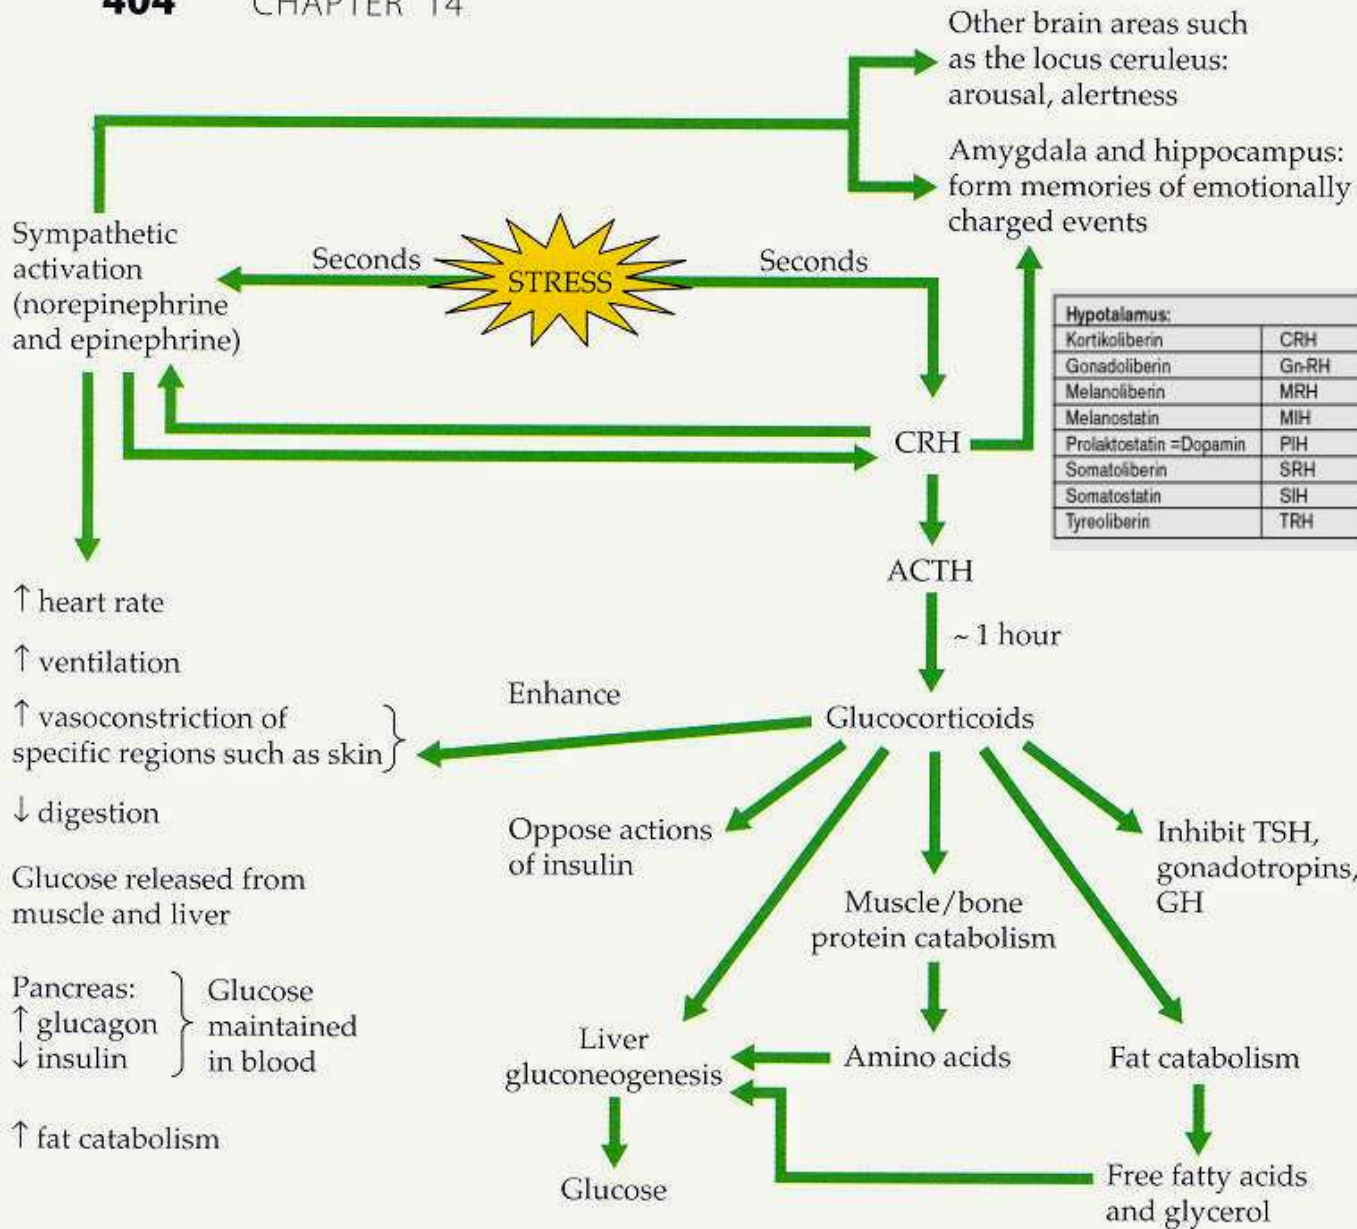 404 CHAPTER 14
Other brain areas such
as the locus ceruleus:
arousal, alertness
Amygdala and hippocampus:
form memories of emotionally
charged events
Sympathetic
activation
(norepinephrine
and epinephrine)
Seconds
STRESS
Seconds
Hypotalamus:
Kortikoliberin CRH
Gonadoliberin Gn-RH
Melanoliberin MRH
Melanostatin MIH
Prolaktostatin =Dopamin PIH
Somatoliberin SRH
Somatostatin SIH
Tyreoliberin TRH
CRH
ACTH
~ 1 hour
↑ heart rate
↑ ventilation
↑ vasoconstriction of
specific regions such as skin
↓ digestion
Glucose released from
muscle and liver
Pancreas:
↑ glucagon
↓ insulin
Glucose
maintained
in blood
↑ fat catabolism
Enhance
Glucocorticoids
Oppose actions
of insulin
Inhibit TSH,
gonadotropins,
GH
Muscle/bone
protein catabolism
Liver
gluconeogenesis
Amino acids
Fat catabolism
Glucose
Free fatty acids
and glycerol